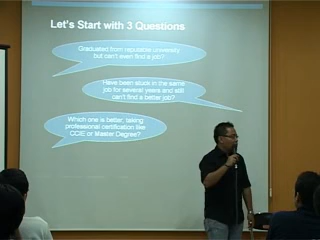 Let's Start with 3 Questions
Graduated from reputable university
but can't even find a job?
Have been stuck in the same
job for several years and still
can't find a better job?
Which one is better, taking
professional certification like
CCIE or Master Degree?